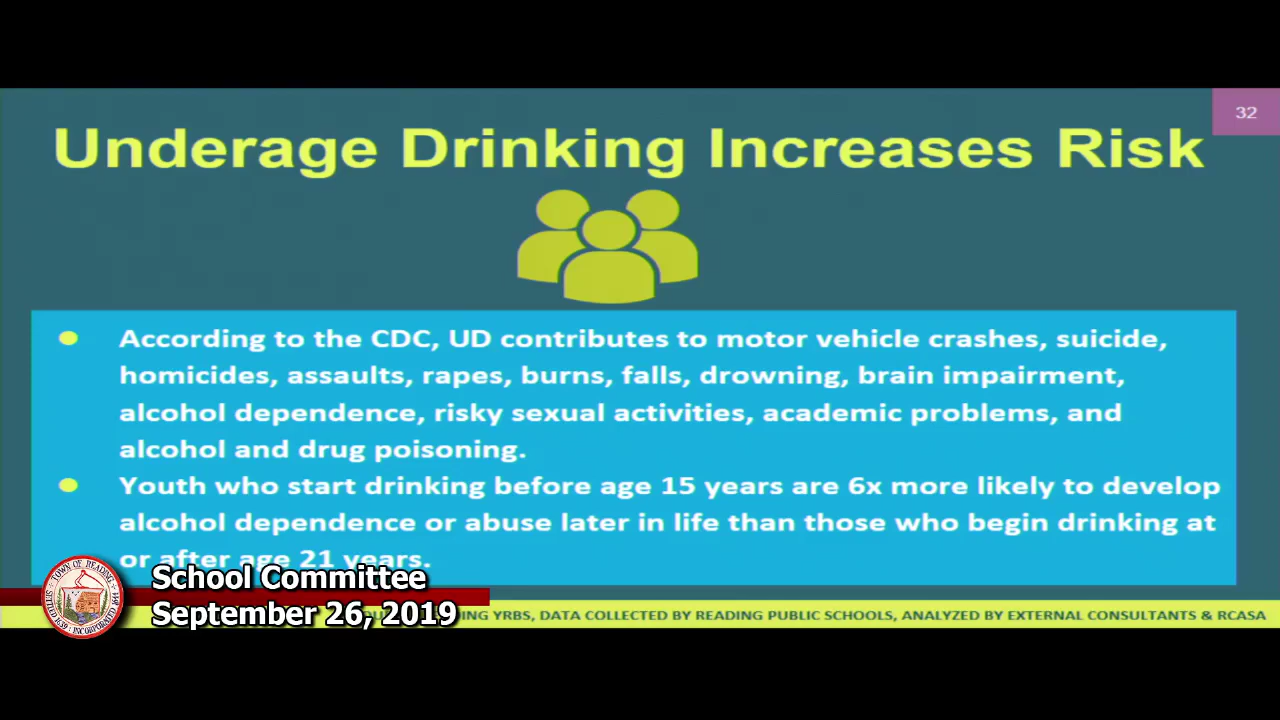 32
Underage Drinking Increases Risk
According to the CDC, UD contributes to motor vehicle crashes, suicide,
homicides, assaults, rapes, burns, falls, drowning, brain impairment,
alcohol dependence, risky sexual activities, academic problems, and
alcohol and drug poisoning.
Youth who start drinking before age 15 years are 6x more likely to develop
alcohol dependence or abuse later in life than those who begin drinking at
or after age 21 years.
School Committee
September 26, 2019
YRBS, DATA COLLECTED BY READING PUBLIC SCHOOLS, ANALYZED BY EXTERNAL CONSULTANTS & RCASA
TOWN OF READING